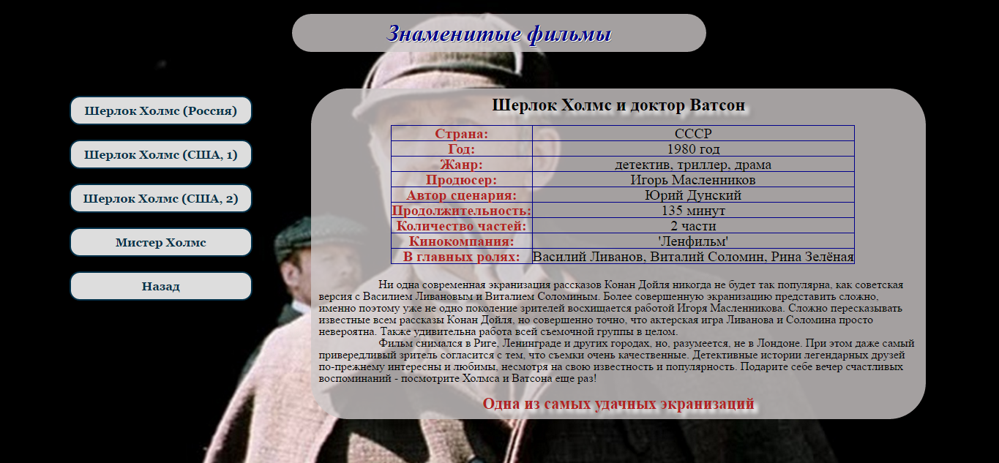 Знаменитые фильмы
Шерлок Холмс (Россия)
Шерлок Холмс (США, 1)
Шерлок Холмс (США, 2)
Мистер Холмс
Назад
Шерлок Холмс и доктор Ватсон
Страна: СССР
Год: 1980 год
Жанр: детектив, триллер, драма
Продюсер: Игорь Масленников
Автор сценария: Юрий Дунский
Продолжительность: 135 минут
Количество частей: 2 части
Кинокомпания: 'Ленфильм'
В главных ролях: Василий Ливанов, Виталий Соломин, Рина Зелёная
Ни одна современная экранизация рассказов Конан Дойля никогда не будет так популярна, как советская
версия с Василием Ливановым и Виталием Соломиным. Более совершенную экранизацию представить сложно,
именно поэтому уже не одно поколение зрителей восхищается работой Игоря Масленникова. Сложно пересказывать
известные всем рассказы Конан Дойля, но совершенно точно, что актерская игра Ливанова и Соломина просто
невероятна. Также удивительна работа всей съемочной группы в целом.
Фильм снимался в Риге, Ленинграде и других городах, но, разумеется, не в Лондоне. При этом даже самый
привередливый зритель согласится с тем, что съемки очень качественные. Детективные истории легендарных друзей
по-прежнему интересны и любимы, несмотря на свою известность и популярность. Подарите себе вечер счастливых
воспоминаний - посмотрите Холмса и Ватсона еще раз!
Одна из самых удачных экранизаций